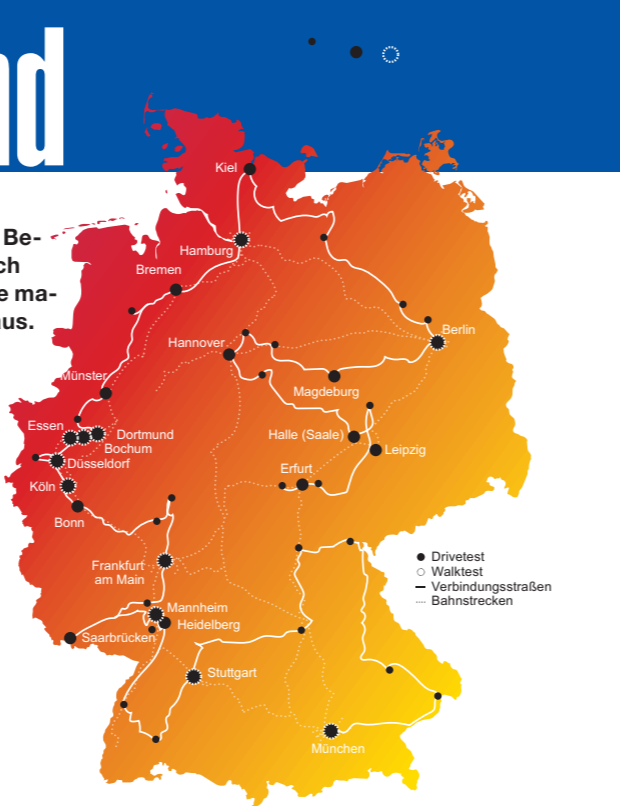 nd
Be-
ch
e ma-
aus.
Kiel
Hamburg
Bremen
Hannover
Berlin
Münster
Magdeburg
Essen
Dortmund
Bochum
Halle (Saale)
Düsseldorf
Leipzig
Köln
Erfurt
Bonn
Frankfurt
am Main
Drivetest
Walktest
Verbindungsstraßen
Bahnstrecken
Mannheim
Heidelberg
Saarbrücken
Stuttgart
München